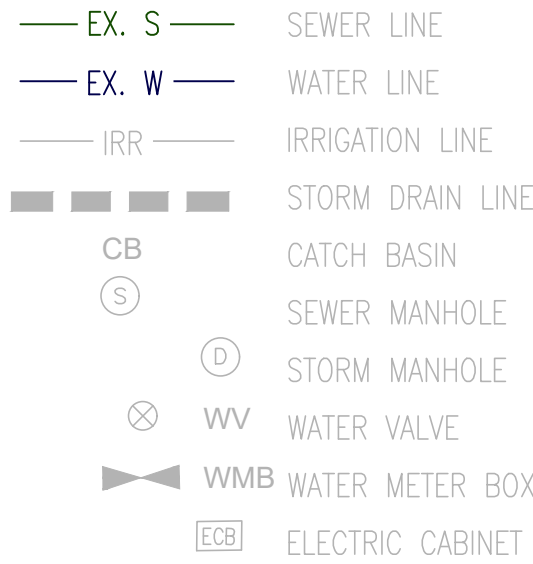 EX. S SEWER LINE
EX. W WATER LINE
IRR IRRIGATION LINE
STORM DRAIN LINE
CB CATCH BASIN
S SEWER MANHOLE
D STORM MANHOLE
WV WATER VALVE
WMB WATER METER BOX
ECB ELECTRIC CABINET